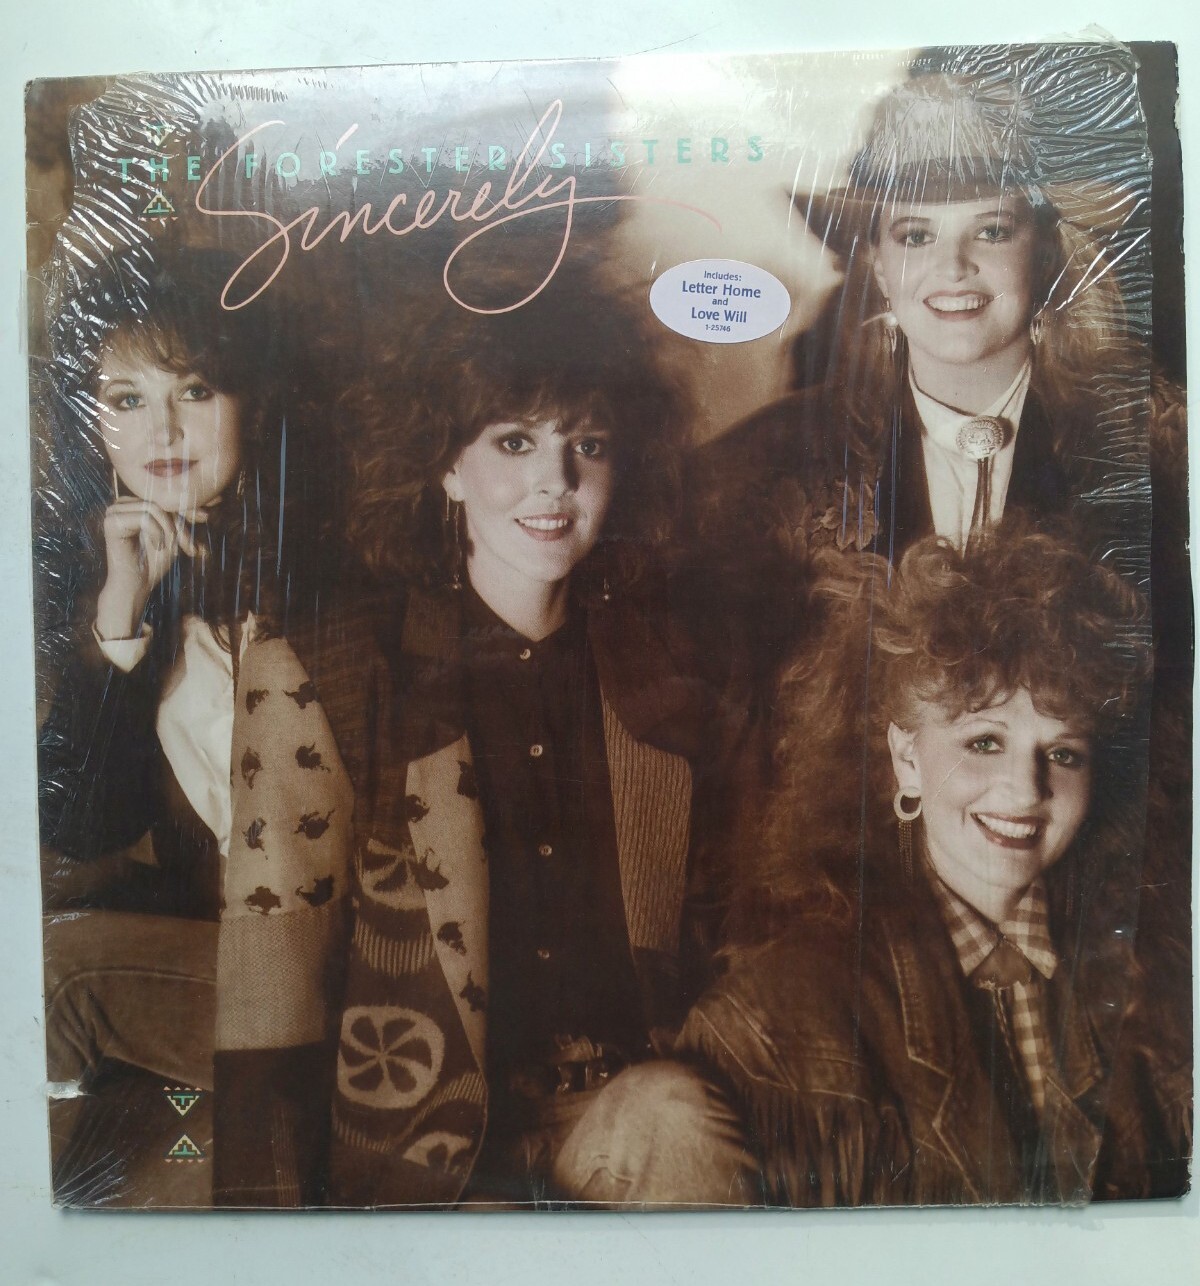 THE FORESTER SISTERS
Sincerely
Includes:
Letter Home
and
Love Will
1-25746